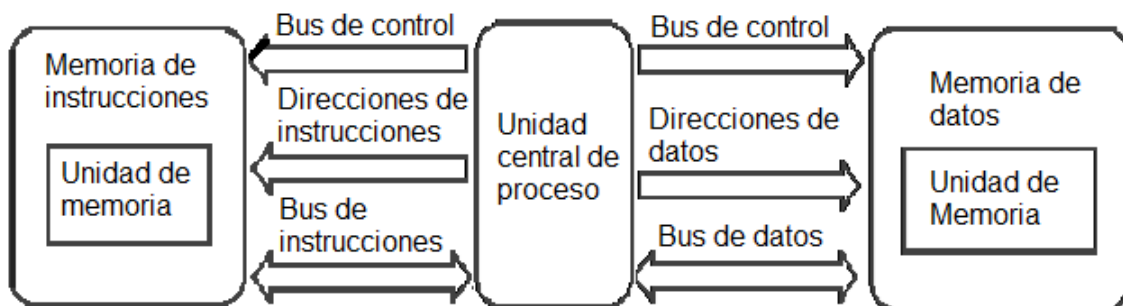 Memoria de
instrucciones
Unidad de
memoria
Bus de control
Direcciones de
instrucciones
Bus de
instrucciones
Unidad
central de
proceso
Bus de control
Direcciones de
datos
Bus de datos
Memoria de
datos
Unidad de
Memoria